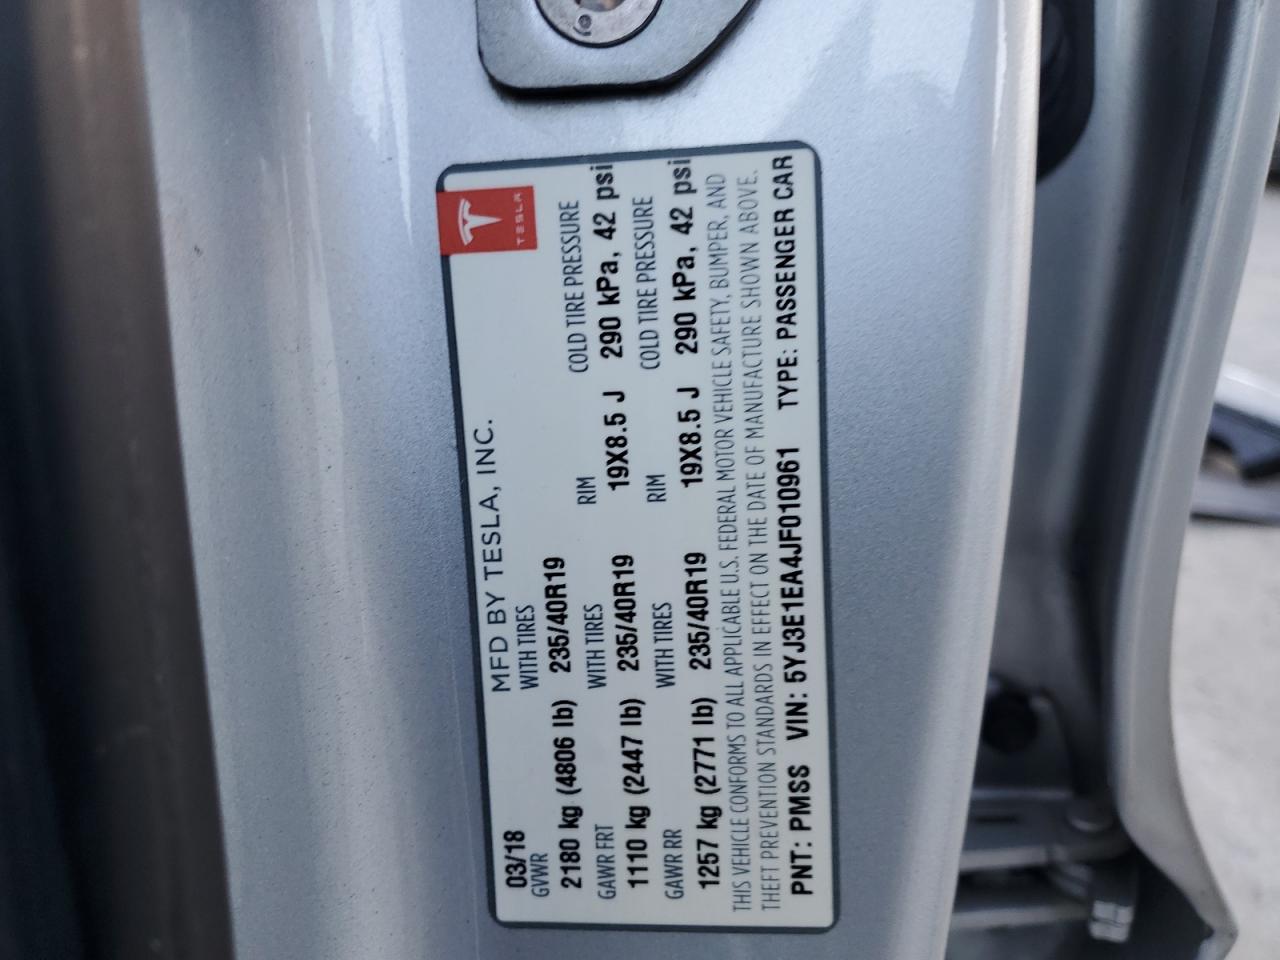 TESLA
03/18 MFD BY TESLA, INC.
GVWR WITH TIRES
2180 kg (4806 lb) 235/40R19 RIM COLD TIRE PRESSURE
GAWR FRT WITH TIRES
1110 kg (2447 lb) 235/40R19 19X8.5 J 290 kPa, 42 psi
GAWR RR WITH TIRES RIM COLD TIRE PRESSURE
1257 kg (2771 lb) 235/40R19 19X8.5 J 290 kPa, 42 psi
THIS VEHICLE CONFORMS TO ALL APPLICABLE U.S. FEDERAL MOTOR VEHICLE SAFETY, BUMPER, AND
THEFT PREVENTION STANDARDS IN EFFECT ON THE DATE OF MANUFACTURE SHOWN ABOVE.
PNT: PMSS VIN: 5YJ3E1EA4JF010961 TYPE: PASSENGER CAR